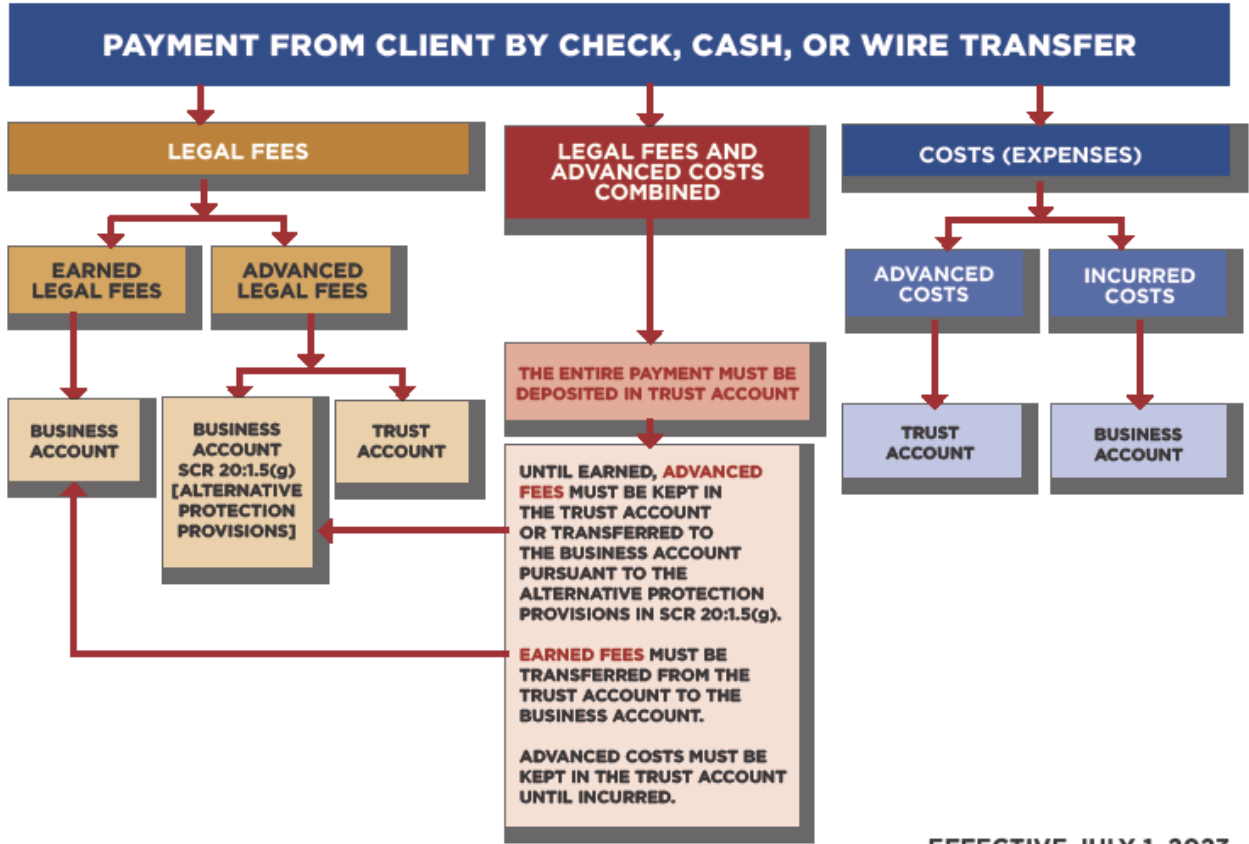 PAYMENT FROM CLIENT BY CHECK, CASH, OR WIRE TRANSFER
LEGAL FEES
LEGAL FEES AND
ADVANCED COSTS
COMBINED
COSTS (EXPENSES)
EARNED
LEGAL FEES
ADVANCED
LEGAL FEES
ADVANCED
COSTS
INCURRED
COSTS
THE ENTIRE PAYMENT MUST BE
DEPOSITED IN TRUST ACCOUNT
BUSINESS
ACCOUNT
BUSINESS
ACCOUNT
SCR 20:1.5(g)
[ALTERNATIVE
PROTECTION
PROVISIONS]
TRUST
ACCOUNT
TRUST
ACCOUNT
BUSINESS
ACCOUNT
UNTIL EARNED, ADVANCED
FEES MUST BE KEPT IN
THE TRUST ACCOUNT
OR TRANSFERRED TO
THE BUSINESS ACCOUNT
PURSUANT TO THE
ALTERNATIVE PROTECTION
PROVISIONS IN SCR 20:1.5(g).
EARNED FEES MUST BE
TRANSFERRED FROM THE
TRUST ACCOUNT TO THE
BUSINESS ACCOUNT.
ADVANCED COSTS MUST BE
KEPT IN THE TRUST ACCOUNT
UNTIL INCURRED.
EFFECTIVE JULY 1, 2023